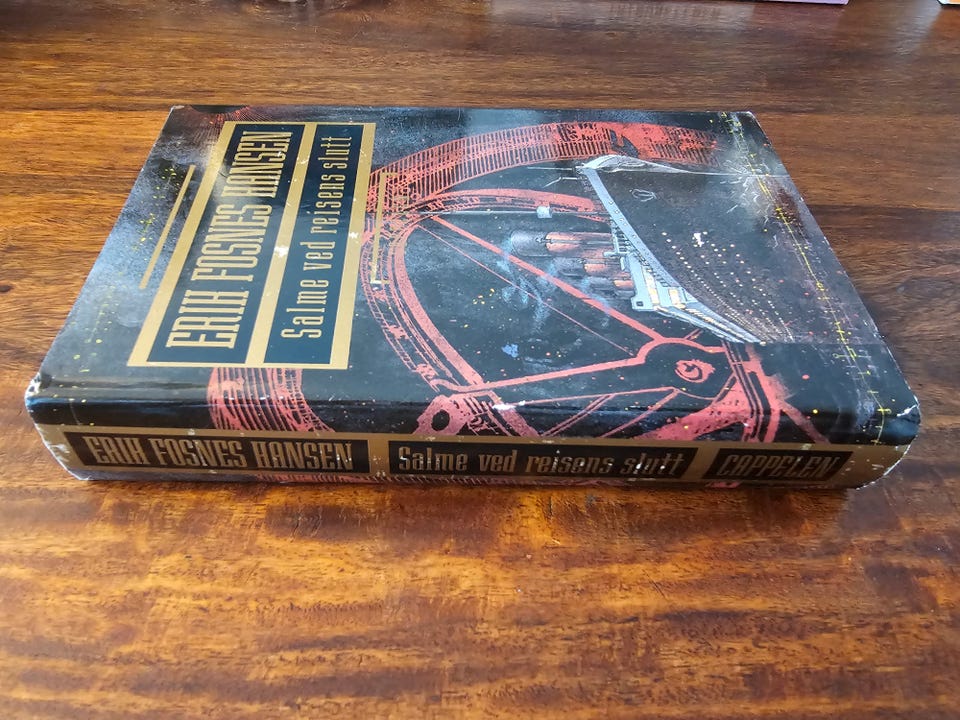 ERIK FOSNES HANSEN
Salme ved reisens slutt
ERIK FOSNES HANSEN
Salme ved reisens slutt
CAPPELEN